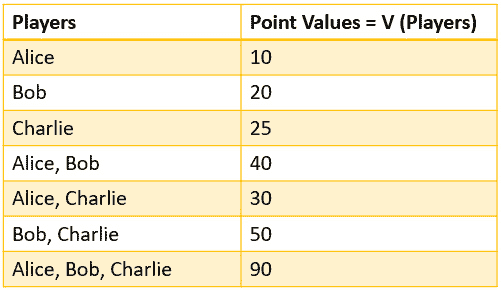 Players Point Values = V (Players)
Alice 10
Bob 20
Charlie 25
Alice, Bob 40
Alice, Charlie 30
Bob, Charlie 50
Alice, Bob, Charlie 90